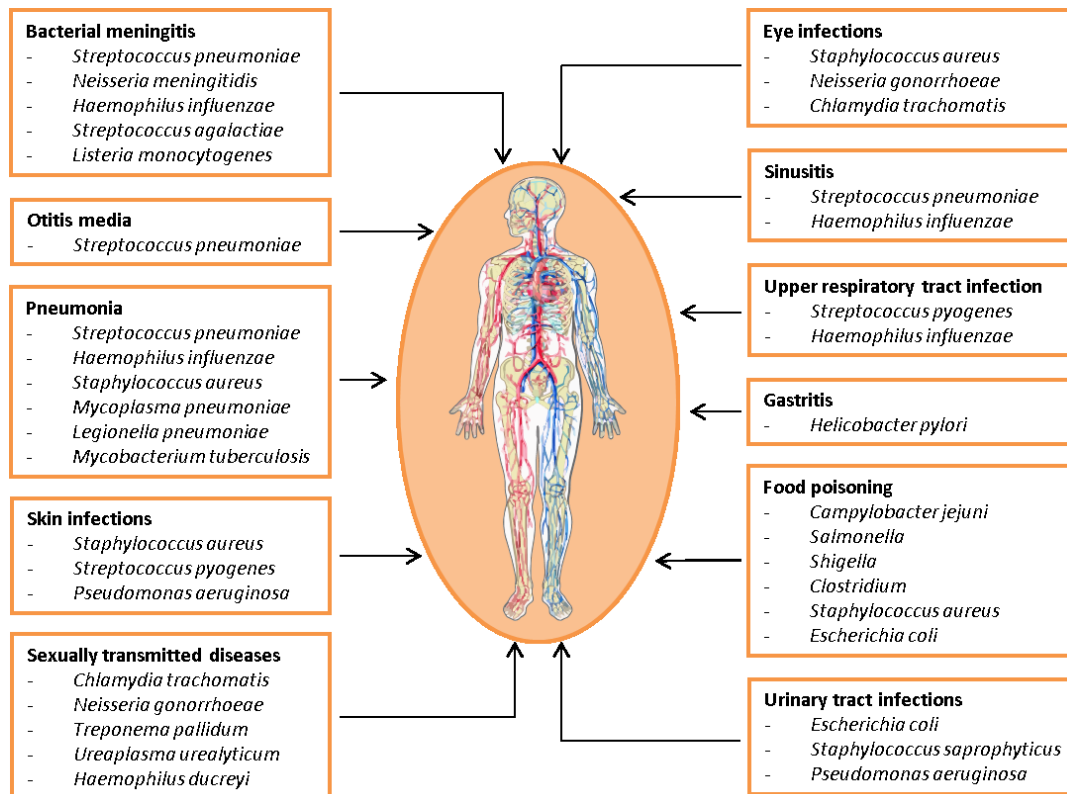 Bacterial meningitis
- Streptococcus pneumoniae
- Neisseria meningitidis
- Haemophilus influenzae
- Streptococcus agalactiae
- Listeria monocytogenes
Otitis media
- Streptococcus pneumoniae
Pneumonia
- Streptococcus pneumoniae
- Haemophilus influenzae
- Staphylococcus aureus
- Mycoplasma pneumoniae
- Legionella pneumoniae
- Mycobacterium tuberculosis
Skin infections
- Staphylococcus aureus
- Streptococcus pyogenes
- Pseudomonas aeruginosa
Sexually transmitted diseases
- Chlamydia trachomatis
- Neisseria gonorrhoeae
- Treponema pallidum
- Ureaplasma urealyticum
- Haemophilus ducreyi
Eye infections
- Staphylococcus aureus
- Neisseria gonorrhoeae
- Chlamydia trachomatis
Sinusitis
- Streptococcus pneumoniae
- Haemophilus influenzae
Upper respiratory tract infection
- Streptococcus pyogenes
- Haemophilus influenzae
Gastritis
- Helicobacter pylori
Food poisoning
- Campylobacter jejuni
- Salmonella
- Shigella
- Clostridium
- Staphylococcus aureus
- Escherichia coli
Urinary tract infections
- Escherichia coli
- Staphylococcus saprophyticus
- Pseudomonas aeruginosa